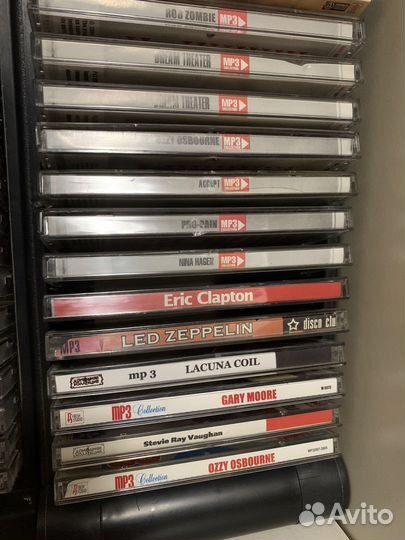 ROB ZOMBIE MP3
DREAM THEATER MP3
DREAM THEATER MP3
OZZY OSBOURNE MP3
ACCEPT MP3
PRO-PAIN MP3
NINA HAGEN MP3
Eric Clapton
MP3 LED ZEPPELIN disco clu
mp 3 LACUNA COIL
MP3 Collection GARY MOORE
Stevie Ray Vaughan
MP3 Collection OZZY OSBOURNE
Avito